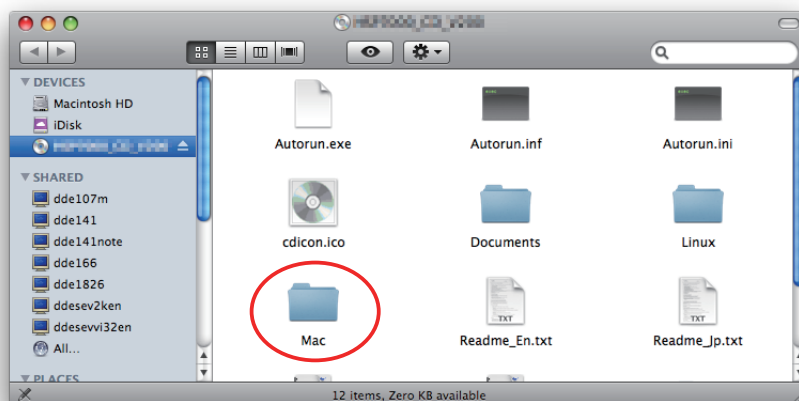 DEVICES
Macintosh HD
iDisk
SHARED
dde107m
dde141
dde141note
dde166
dde1826
ddesev2ken
ddesevvi32en
All...
PLACES
Autorun.exe
Autorun.inf
Autorun.ini
cdicon.ico
Documents
Linux
Mac
Readme_En.txt
Readme_Jp.txt
TXT
TXT
12 items, Zero KB available